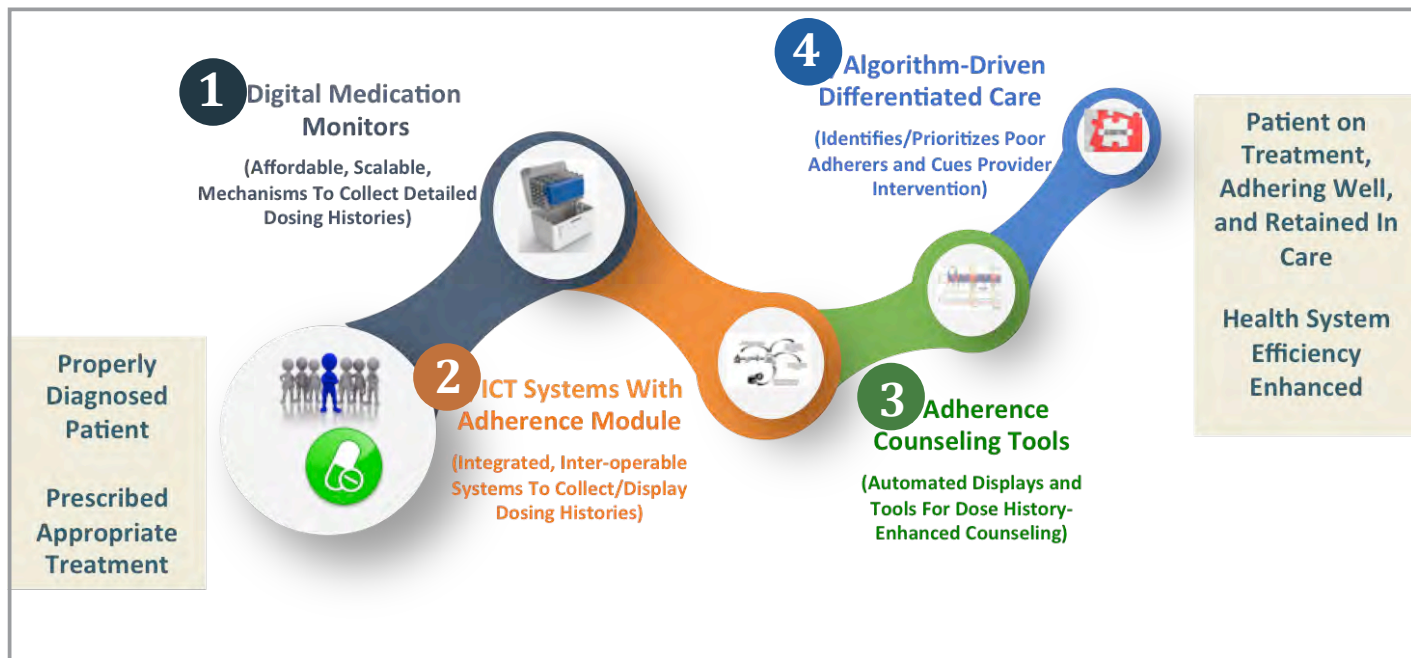 Properly
Diagnosed
Patient
Prescribed
Appropriate
Treatment
1
Digital Medication
Monitors
(Affordable, Scalable,
Mechanisms To Collect Detailed
Dosing Histories)
2
ICT Systems With
Adherence Module
(Integrated, Inter-operable
Systems To Collect/Display
Dosing Histories)
3
Adherence
Counseling Tools
(Automated Displays and
Tools For Dose History-
Enhanced Counseling)
4
Algorithm-Driven
Differentiated Care
(Identifies/Prioritizes Poor
Adherers and Cues Provider
Intervention)
Patient on
Treatment,
Adhering Well,
and Retained In
Care
Health System
Efficiency
Enhanced